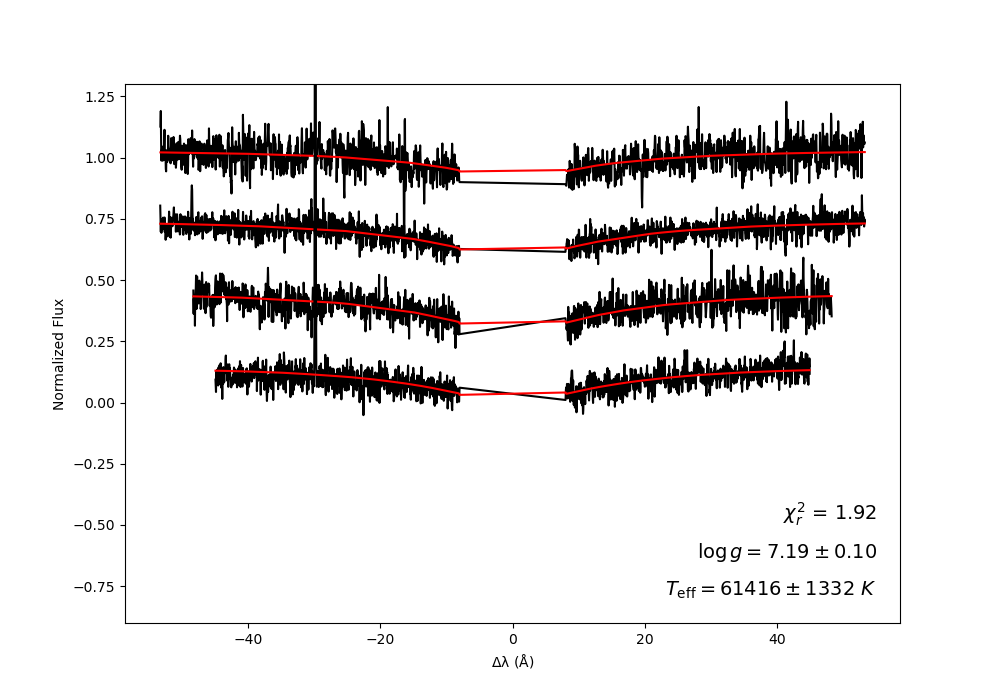 1.25
1.00
0.75
0.50
0.25
0.00
−0.25
−0.50
−0.75
Normalized Flux
χ²ᵣ = 1.92
log g = 7.19 ± 0.10
T_eff = 61416 ± 1332 K
−40 −20 0 20 40
Δλ (Å)